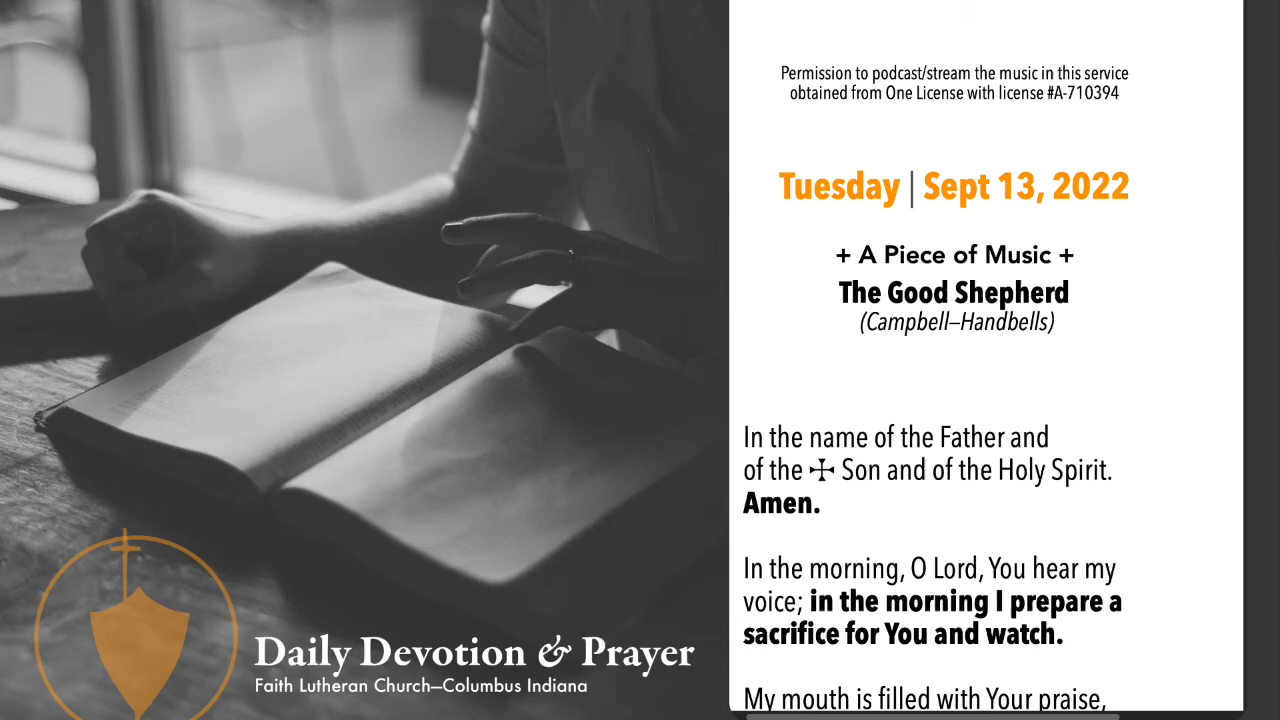 Permission to podcast/stream the music in this service
obtained from One License with license #A-710394
Tuesday | Sept 13, 2022
+ A Piece of Music +
The Good Shepherd
(Campbell–Handbells)
In the name of the Father and
of the ☩ Son and of the Holy Spirit.
Amen.
In the morning, O Lord, You hear my
voice; in the morning I prepare a
sacrifice for You and watch.
My mouth is filled with Your praise,
Daily Devotion & Prayer
Faith Lutheran Church—Columbus Indiana